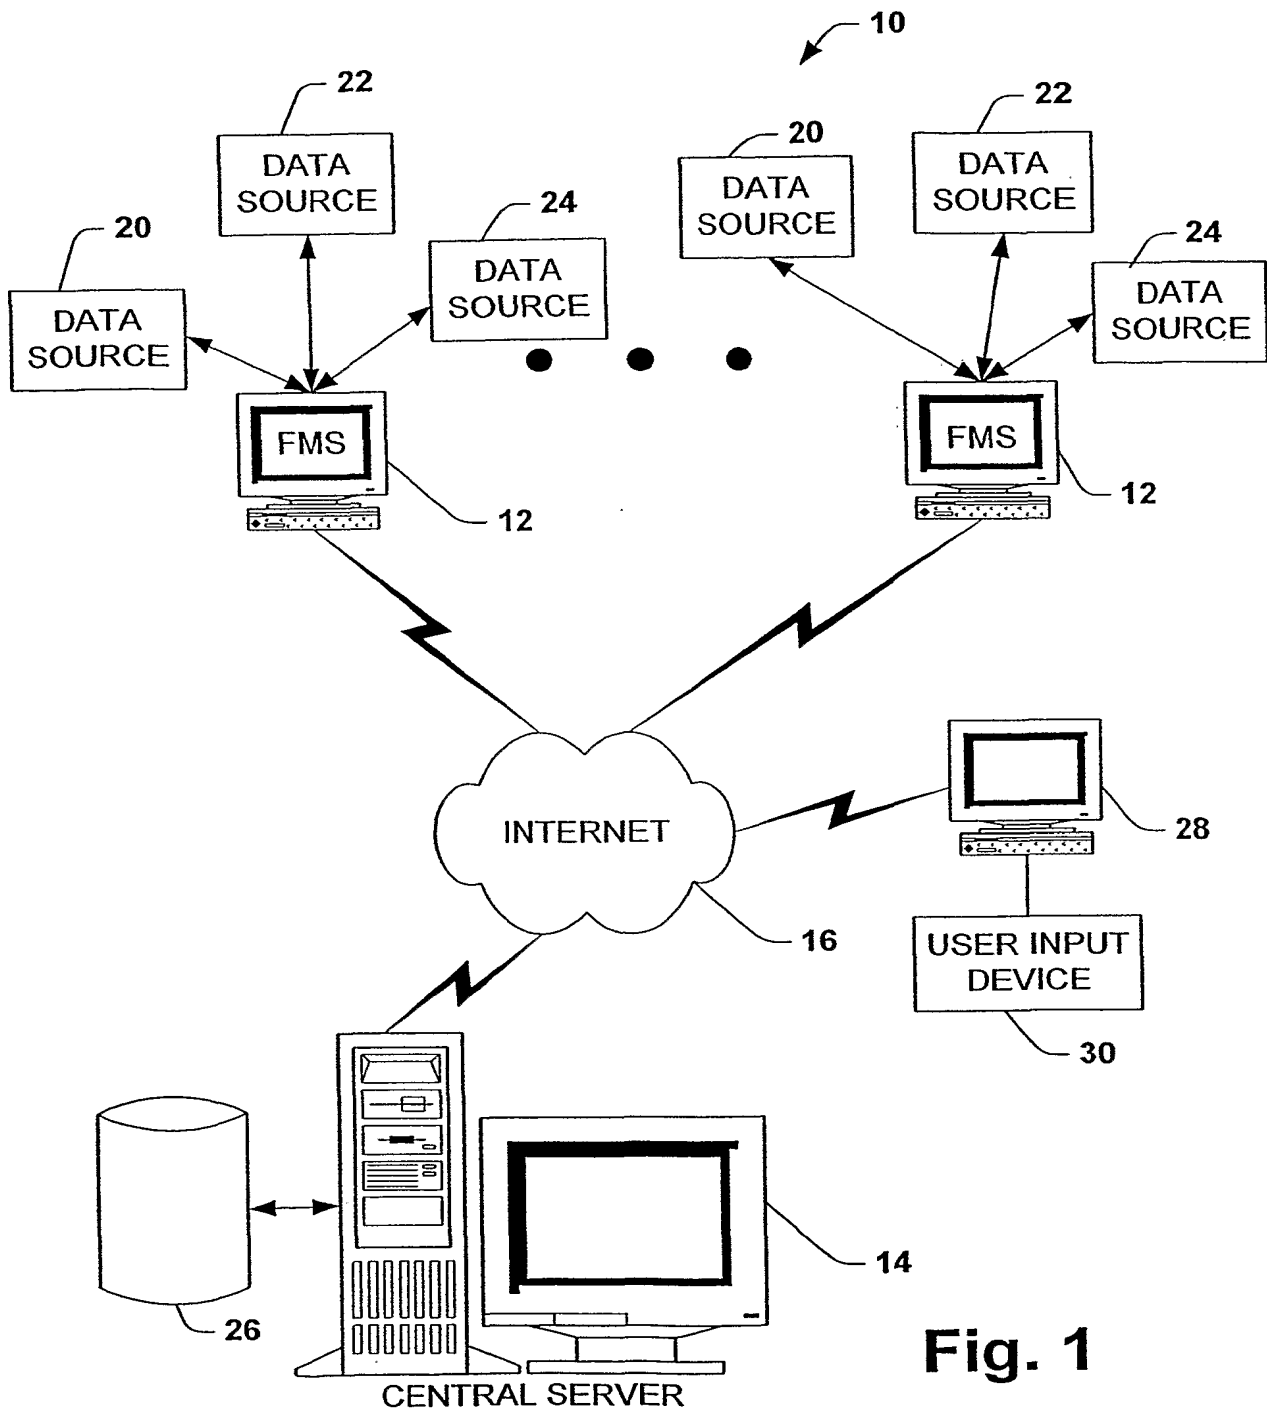 10
22
22
DATA
SOURCE
20
DATA
SOURCE
DATA
SOURCE
20
DATA
SOURCE
24
DATA
SOURCE
24
DATA
SOURCE
FMS
12
FMS
12
INTERNET
16
28
USER INPUT
DEVICE
30
26
14
CENTRAL SERVER
Fig. 1